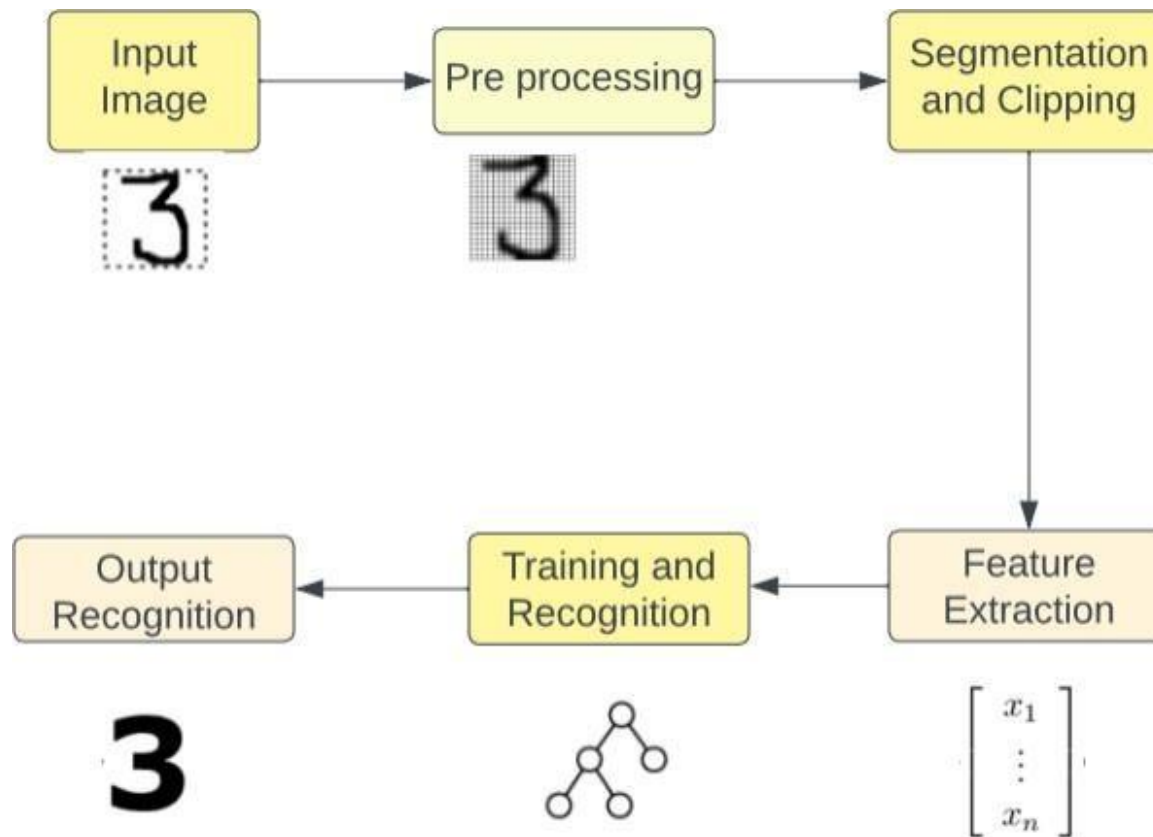 Input
Image
Pre processing
Segmentation
and Clipping
3
3
Output
Recognition
Training and
Recognition
Feature
Extraction
3
x₁
⋮
xₙ